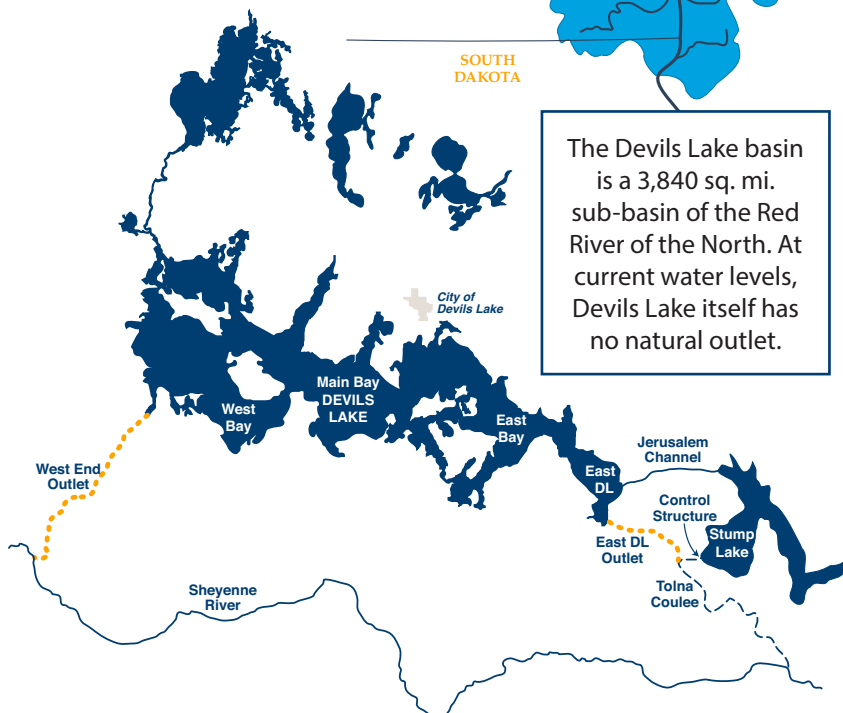 SOUTH
DAKOTA
The Devils Lake basin
is a 3,840 sq. mi.
sub-basin of the Red
River of the North. At
current water levels,
Devils Lake itself has
no natural outlet.
City of
Devils Lake
Main Bay
DEVILS
LAKE
West
Bay
East
Bay
West End
Outlet
Jerusalem
Channel
East
DL
Control
Structure
Stump
Lake
East DL
Outlet
Tolna
Coulee
Sheyenne
River